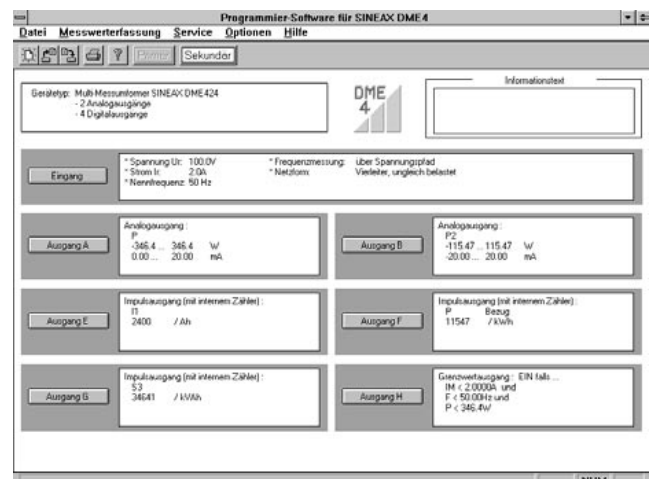 Programmier-Software für SINEAX DME 4
Datei Messwerterfassung Service Optionen Hilfe
Primär Sekundär
Gerätetyp: Multi-Messumformer SINEAX DME 424
- 2 Analogausgänge
- 4 Digitalausgänge
DME
4
Informationstext
Eingang
* Spannung Ur: 100.0V * Frequenzmessung: über Spannungspfad
* Strom Ir: 2.0A * Netzform: Vierleiter, ungleich belastet
* Nennfrequenz: 50 Hz
Ausgang A
Analogausgang :
P
-346.4 ... 346.4 W
0.00 ... 20.00 mA
Ausgang B
Analogausgang :
P2
-115.47 ... 115.47 W
-20.00 ... 20.00 mA
Ausgang E
Impulsausgang (mit internem Zähler) :
I1
2400 / Ah
Ausgang F
Impulsausgang (mit internem Zähler) :
P Bezug
11547 / kWh
Ausgang G
Impulsausgang (mit internem Zähler) :
S3
34641 / kVAh
Ausgang H
Grenzwertausgang : EIN falls ...
IM < 2.0000A und
F < 50.00Hz und
P < 346.4W
NUM